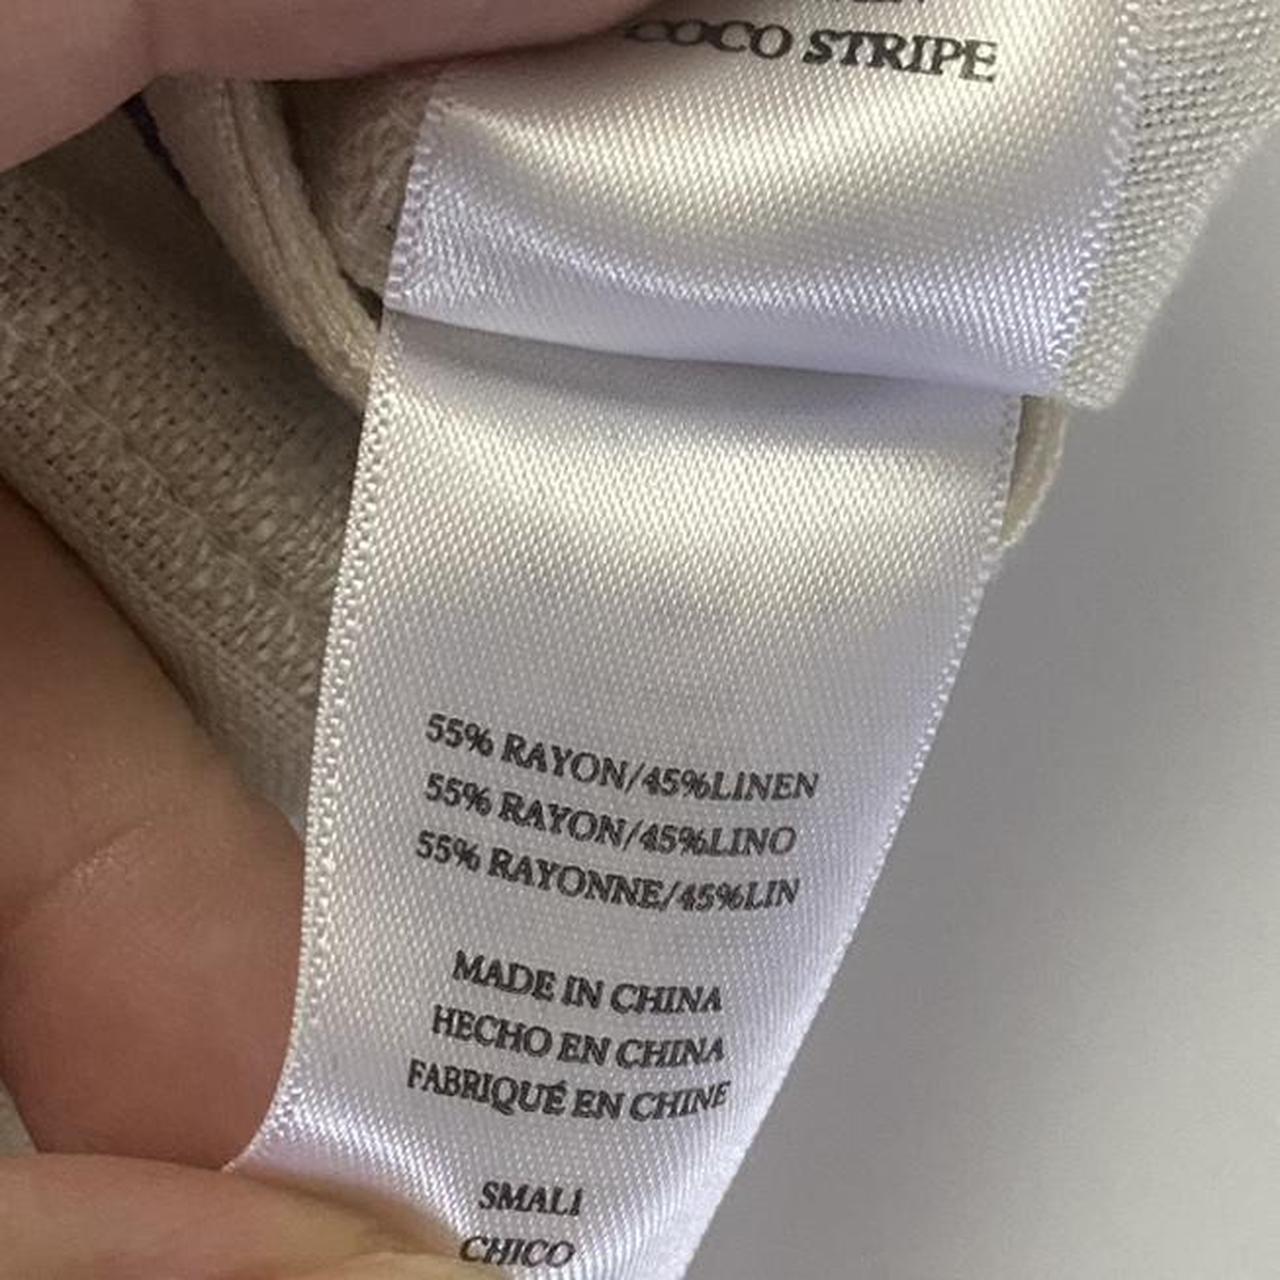 COCO STRIPE
55% RAYON/45%LINEN
55% RAYON/45%LINO
55% RAYONNE/45%LIN
MADE IN CHINA
HECHO EN CHINA
FABRIQUÉ EN CHINE
SMALL
CHICO